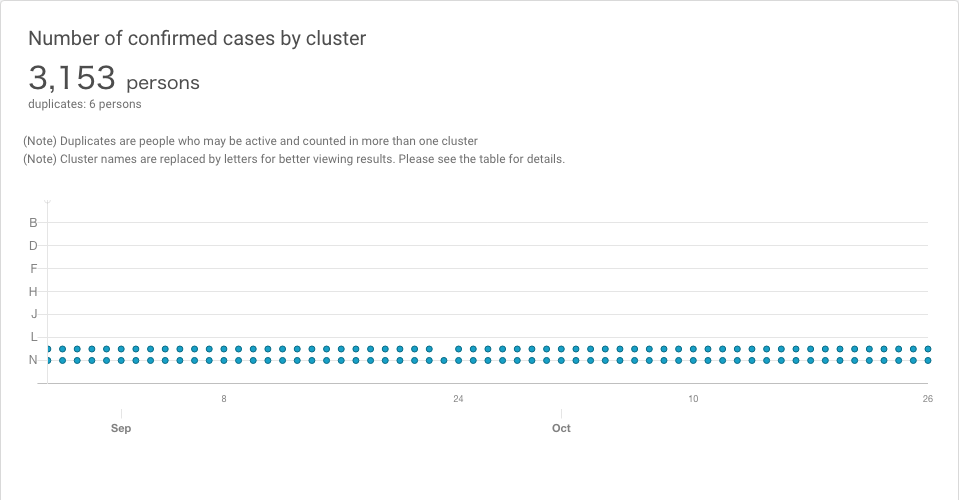 Number of confirmed cases by cluster
3,153 persons
duplicates: 6 persons
(Note) Duplicates are people who may be active and counted in more than one cluster
(Note) Cluster names are replaced by letters for better viewing results. Please see the table for details.
B
D
F
H
J
L
N
8 24 10 26
Sep Oct